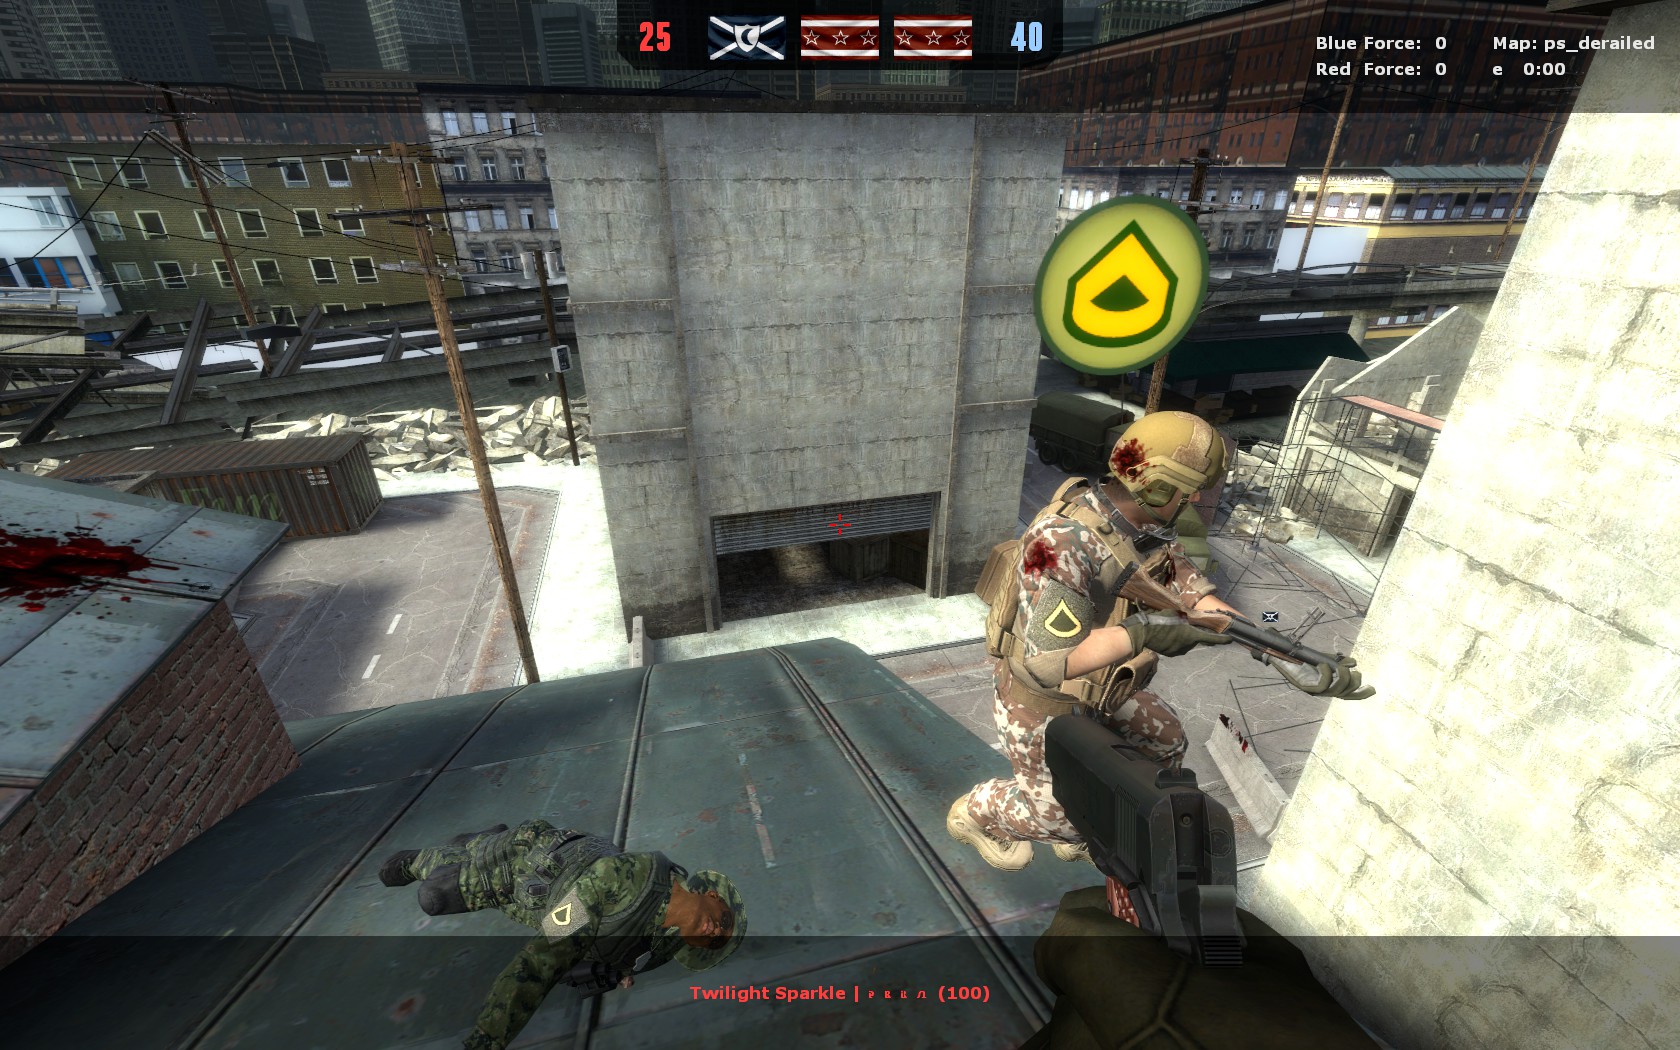 25 40
Blue Force: 0 Map: ps_derailed
Red Force: 0 e 0:00
Twilight Sparkle | (100)